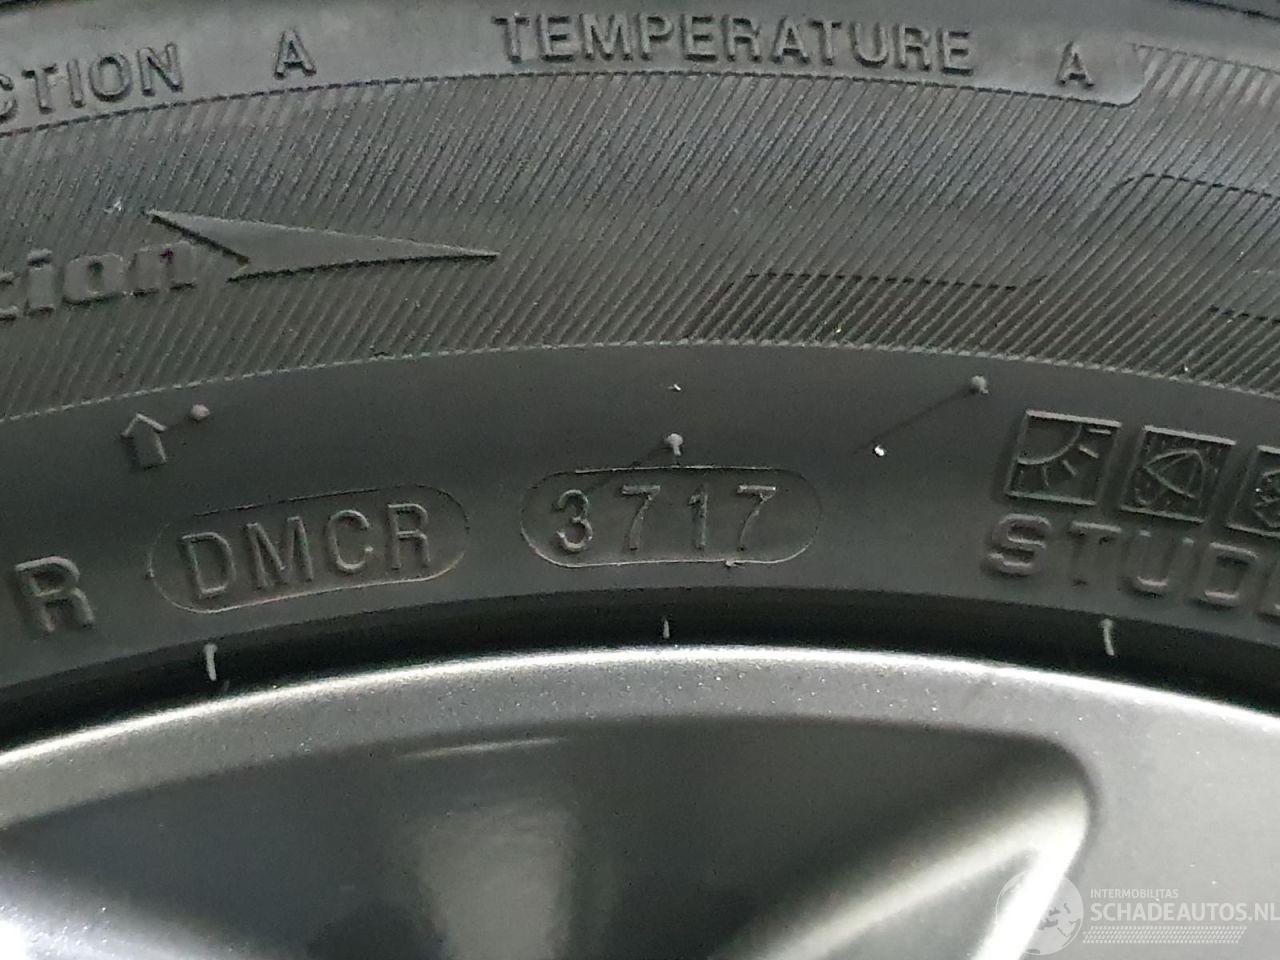 CTION A TEMPERATURE A
tion
R DMCR 3717
STUD
INTERMOBILITAS
SCHADEAUTOS.NL